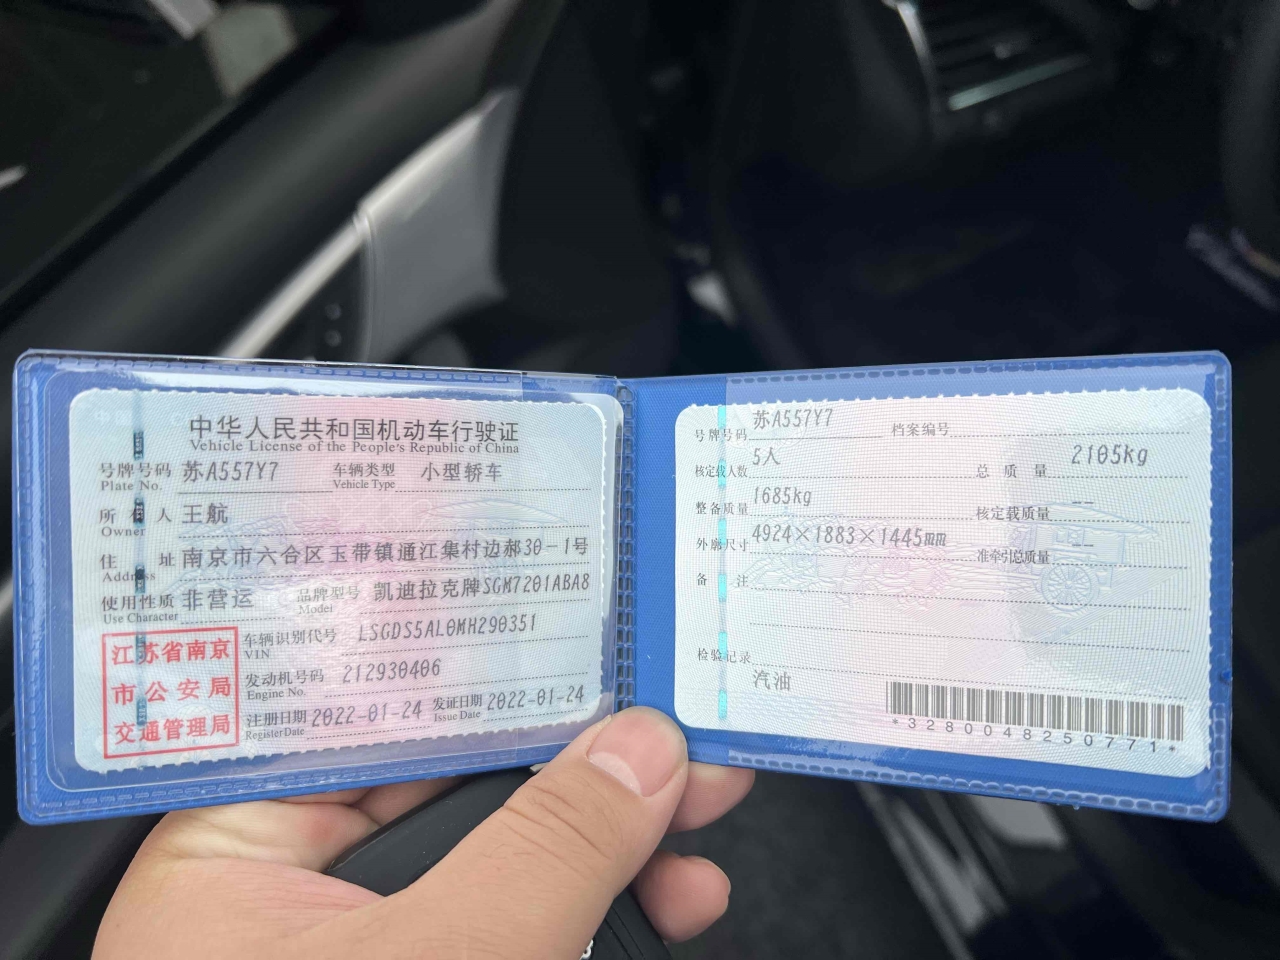 中华人民共和国机动车行驶证
Vehicle License of the People's Republic of China
号牌号码 苏A557Y7 车辆类型 小型轿车
Plate No. Vehicle Type
所有人 王航
Owner
住址 南京市六合区玉带镇通江集村边郝30-1号
Address
使用性质 非营运 品牌型号 凯迪拉克牌SGM7201ABA8
Use Character Model
江苏省南京
市公安局
交通管理局
车辆识别代号 LSGDS5AL0MH290351
VIN
发动机号码 212930406
Engine No.
注册日期 2022-01-24 发证日期 2022-01-24
Register Date Issue Date
号牌号码 苏A557Y7 档案编号
核定载人数 5人 总质量 2105kg
整备质量 1685kg 核定载质量 --
外廓尺寸 4924×1883×1445mm 准牵引总质量 --
备注
检验记录
汽油
*3280048250771*